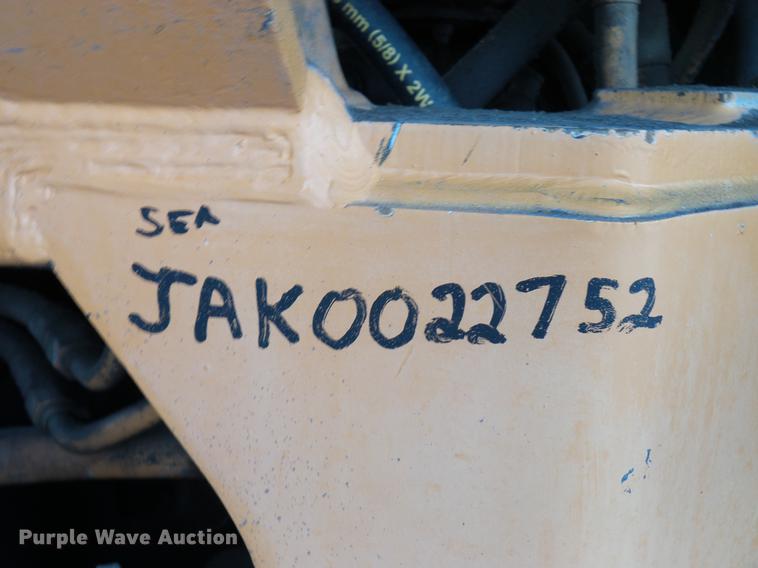 mm (5/8) X 2W
SER
JAK0022752
Purple Wave Auction